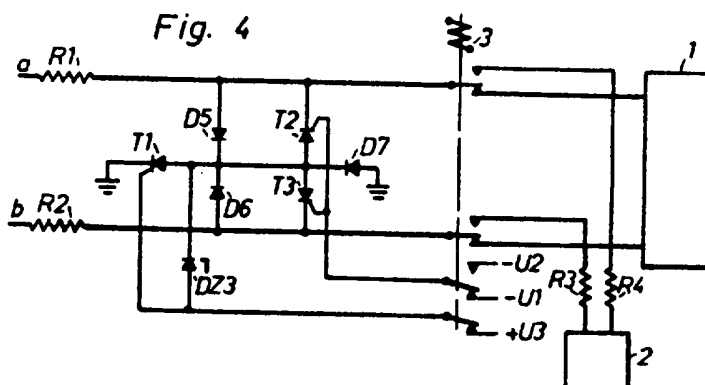 Fig. 4
3
1
a
R1
D5
T2
D7
T1
T3
D6
b
R2
DZ3
-U2
-U1
+U3
R3
R4
2